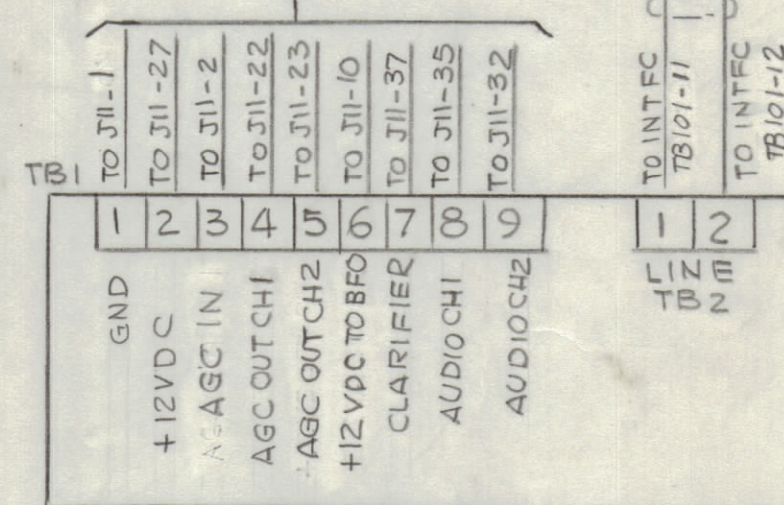 TB1
TO J11-1
TO J11-27
TO J11-2
TO J11-22
TO J11-23
TO J11-10
TO J11-37
TO J11-35
TO J11-32
TO INTFC
TB101-11
TO INTFC
TB101-12
1 2 3 4 5 6 7 8 9
1 2
GND
+12VDC
AGC IN
AGC OUT CH1
AGC OUT CH2
+12VDC TO BFO
CLARIFIER
AUDIO CH1
AUDIO CH2
LINE
TB2